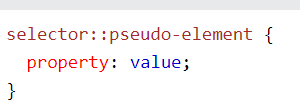 selector::pseudo-element {
  property: value;
}